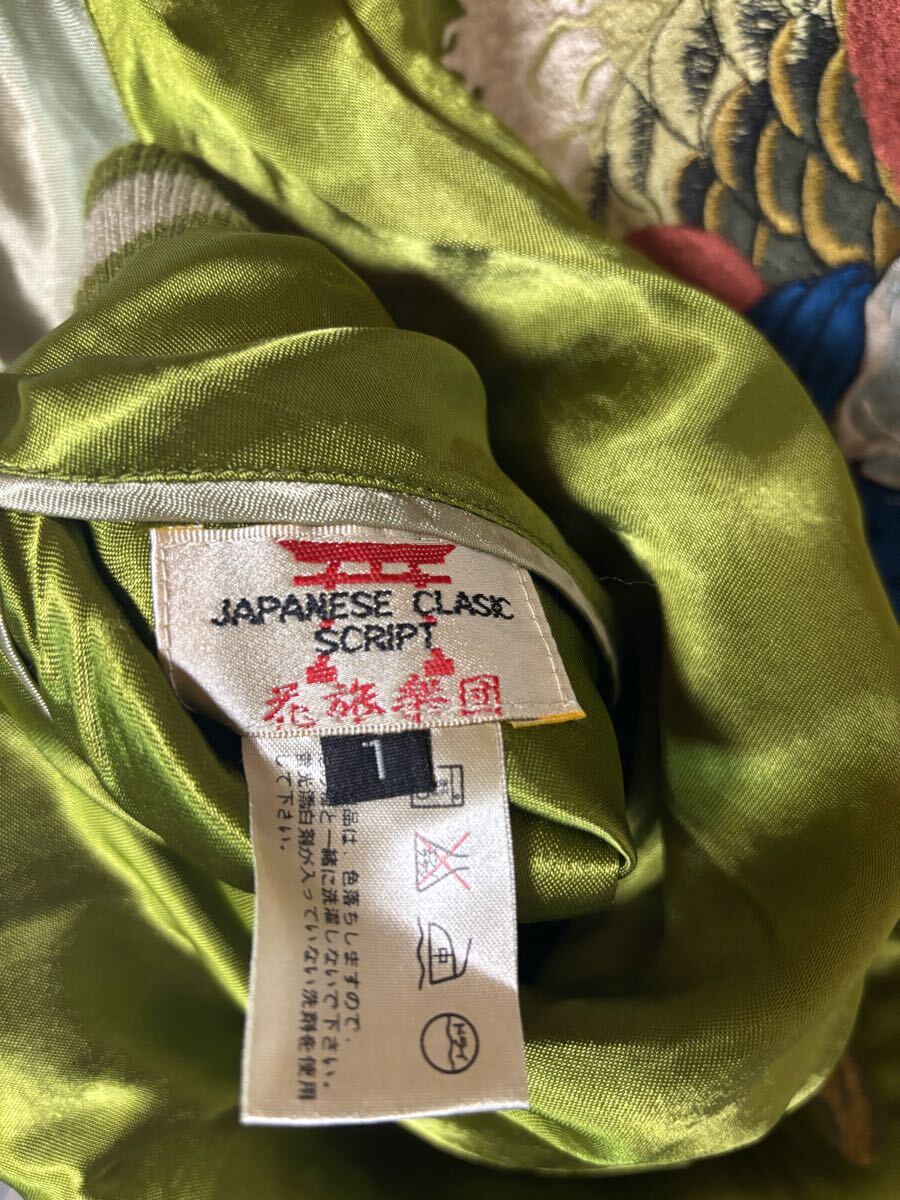 JAPANESE CLASIC
SCRIPT
花旅楽団
1
品は 色落ちしますので、
と一緒に洗濯しないで下さい。
蛍光漂白剤が入っていない洗剤を使用
して下さい。
中
ドライ